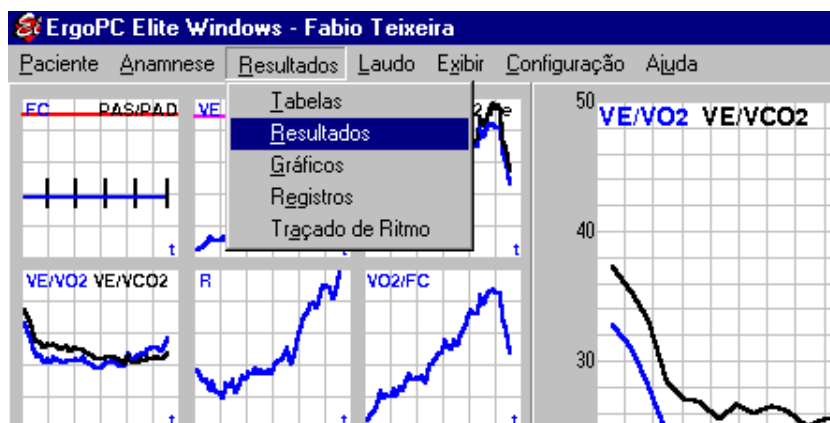 ErgoPC Elite Windows - Fabio Teixeira
Paciente Anamnese Resultados Laudo Exibir Configuração Ajuda
Tabelas
Resultados
Gráficos
Registros
Traçado de Ritmo
FC PAS/PAD
t
VE
t
VE/VO2 VE/VCO2
t
R
t
VO2/FC
t
VE/VO2 VE/VCO2
50
40
30